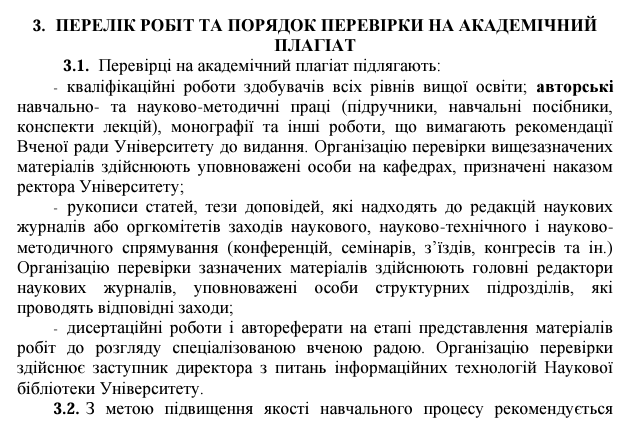 3. ПЕРЕЛІК РОБІТ ТА ПОРЯДОК ПЕРЕВІРКИ НА АКАДЕМІЧНИЙ
ПЛАГІАТ
3.1. Перевірці на академічний плагіат підлягають:
- кваліфікаційні роботи здобувачів всіх рівнів вищої освіти; авторські
навчально- та науково-методичні праці (підручники, навчальні посібники,
конспекти лекцій), монографії та інші роботи, що вимагають рекомендації
Вченої ради Університету до видання. Організацію перевірки вищезазначених
матеріалів здійснюють уповноважені особи на кафедрах, призначені наказом
ректора Університету;
- рукописи статей, тези доповідей, які надходять до редакцій наукових
журналів або оргкомітетів заходів наукового, науково-технічного і науково-
методичного спрямування (конференцій, семінарів, з’їздів, конгресів та ін.)
Організацію перевірки зазначених матеріалів здійснюють головні редактори
наукових журналів, уповноважені особи структурних підрозділів, які
проводять відповідні заходи;
- дисертаційні роботи і автореферати на етапі представлення матеріалів
робіт до розгляду спеціалізованою вченою радою. Організацію перевірки
здійснює заступник директора з питань інформаційних технологій Наукової
бібліотеки Університету.
3.2. З метою підвищення якості навчального процесу рекомендується